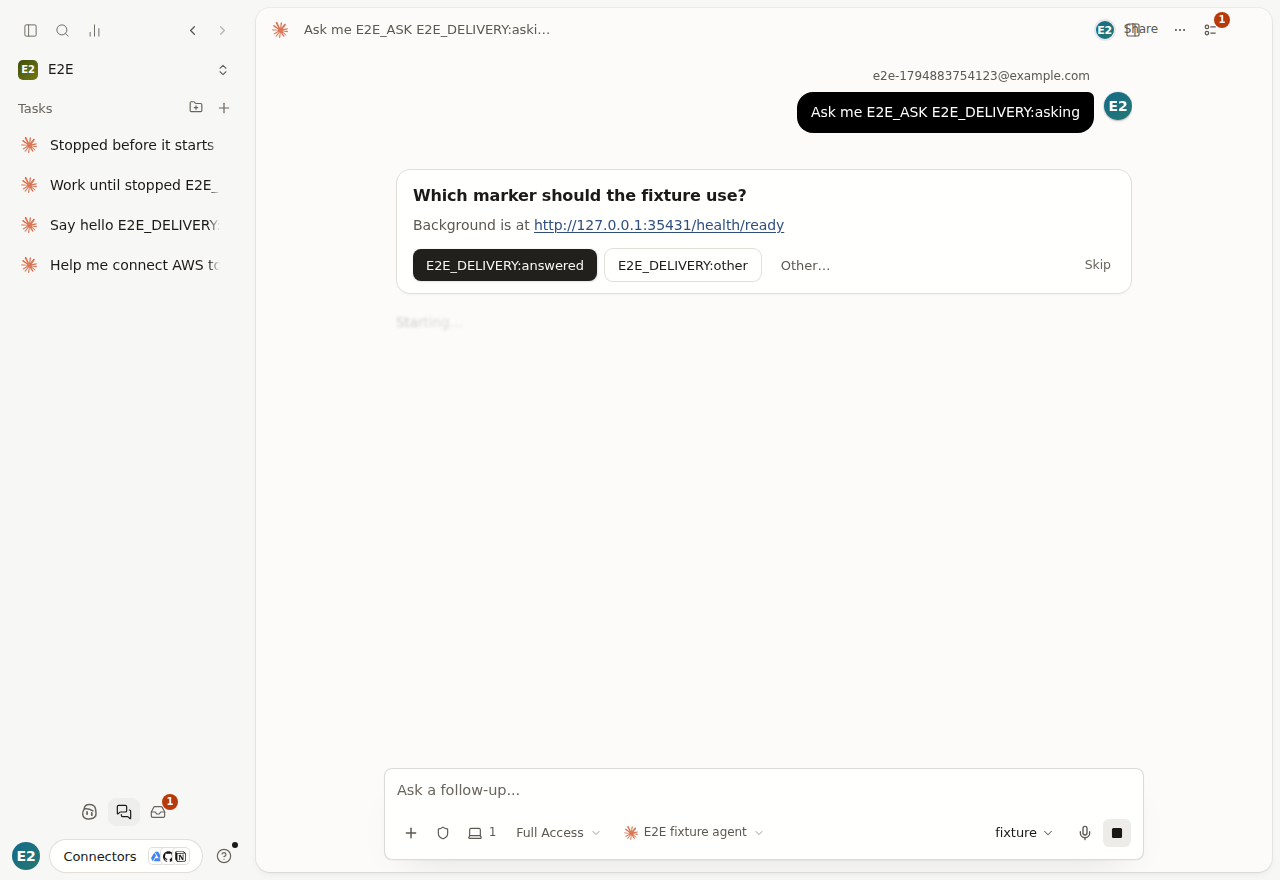 Ask me E2E_ASK E2E_DELIVERY:aski...
E2
Share
1
E2 E2E
Tasks
e2e-1794883754123@example.com
Ask me E2E_ASK E2E_DELIVERY:asking
E2
Stopped before it starts
Work until stopped E2E_
Say hello E2E_DELIVERY:
Help me connect AWS to
Which marker should the fixture use?
Background is at http://127.0.0.1:35431/health/ready
E2E_DELIVERY:answered E2E_DELIVERY:other Other... Skip
Starting...
Ask a follow-up...
1 Full Access E2E fixture agent fixture
1
E2 Connectors